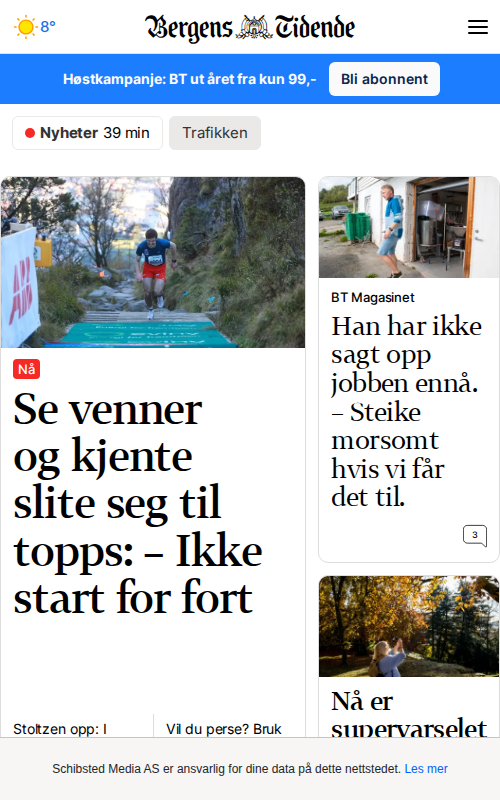 8°
Bergens Tidende
Høstkampanje: BT ut året fra kun 99,-
Bli abonnent
Nyheter 39 min
Trafikken
Nå
Se venner
og kjente
slite seg til
topps: – Ikke
start for fort
Stoltzen opp: I
Vil du perse? Bruk
BT Magasinet
Han har ikke
sagt opp
jobben ennå.
– Steike
morsomt
hvis vi får
det til.
3
Nå er
supervarselet
Schibsted Media AS er ansvarlig for dine data på dette nettstedet. Les mer